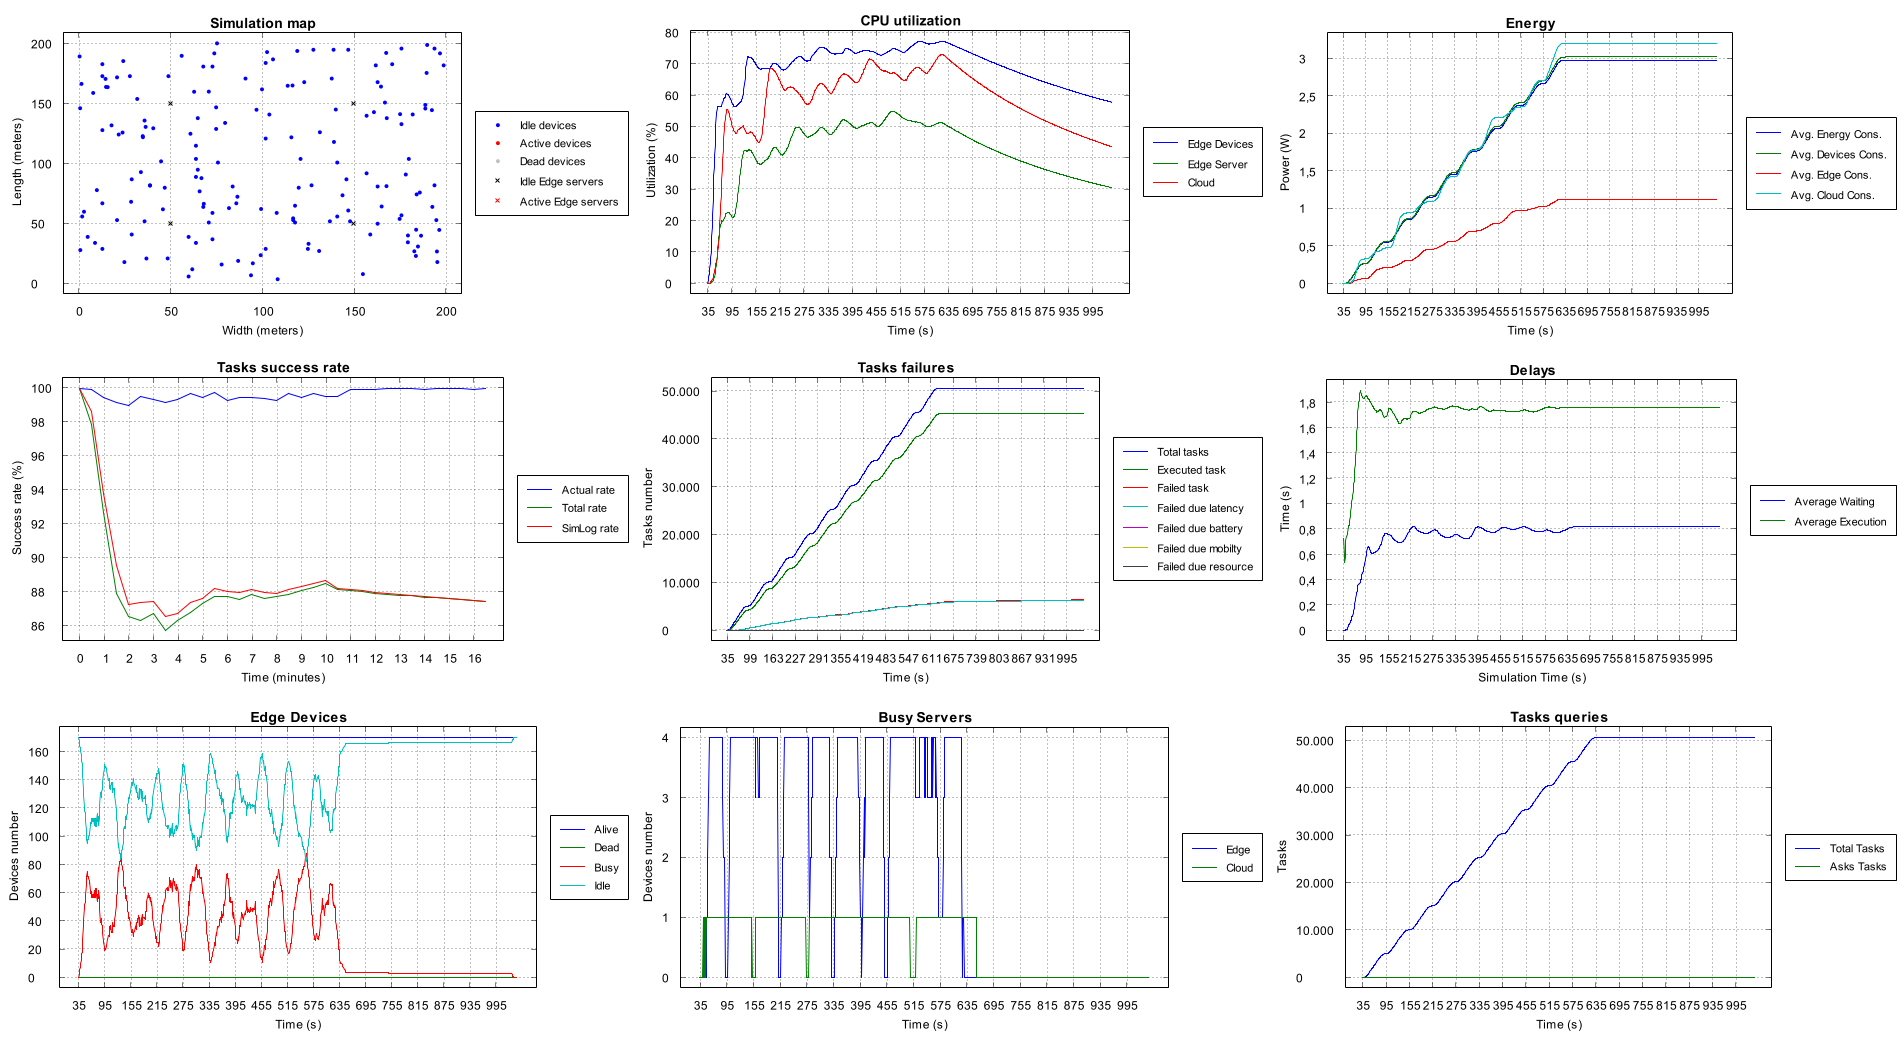 Simulation map
Length (meters)
200
150
100
50
0
0 50 100 150 200
Width (meters)
Idle devices
Active devices
Dead devices
Idle Edge servers
Active Edge servers
CPU utilization
Utilization (%)
80
70
60
50
40
30
20
10
0
35 95 155 215 275 335 395 455 515 575 635 695 755 815 875 935 995
Time (s)
Edge Devices
Edge Server
Cloud
Energy
Power (W)
3
2,5
2
1,5
1
0,5
0
35 95 155 215 275 335 395 455 515 575 635 695 755 815 875 935 995
Time (s)
Avg. Energy Cons.
Avg. Devices Cons.
Avg. Edge Cons.
Avg. Cloud Cons.
Tasks success rate
Success rate (%)
100
98
96
94
92
90
88
86
0 1 2 3 4 5 6 7 8 9 10 11 12 13 14 15 16
Time (minutes)
Actual rate
Total rate
SimLog rate
Tasks failures
Tasks number
50.000
40.000
30.000
20.000
10.000
0
35 99 163 227 291 355 419 483 547 611 675 739 803 867 931 995
Time (s)
Total tasks
Executed task
Failed task
Failed due latency
Failed due battery
Failed due mobilty
Failed due resource
Delays
Time (s)
1,8
1,6
1,4
1,2
1
0,8
0,6
0,4
0,2
0
35 95 155 215 275 335 395 455 515 575 635 695 755 815 875 935 995
Simulation Time (s)
Average Waiting
Average Execution
Edge Devices
Devices number
160
140
120
100
80
60
40
20
0
35 95 155 215 275 335 395 455 515 575 635 695 755 815 875 935 995
Time (s)
Alive
Dead
Busy
Idle
Busy Servers
Devices number
4
3
2
1
0
35 95 155 215 275 335 395 455 515 575 635 695 755 815 875 935 995
Time (s)
Edge
Cloud
Tasks queries
Tasks
50.000
40.000
30.000
20.000
10.000
0
35 95 155 215 275 335 395 455 515 575 635 695 755 815 875 935 995
Time (s)
Total Tasks
Asks Tasks